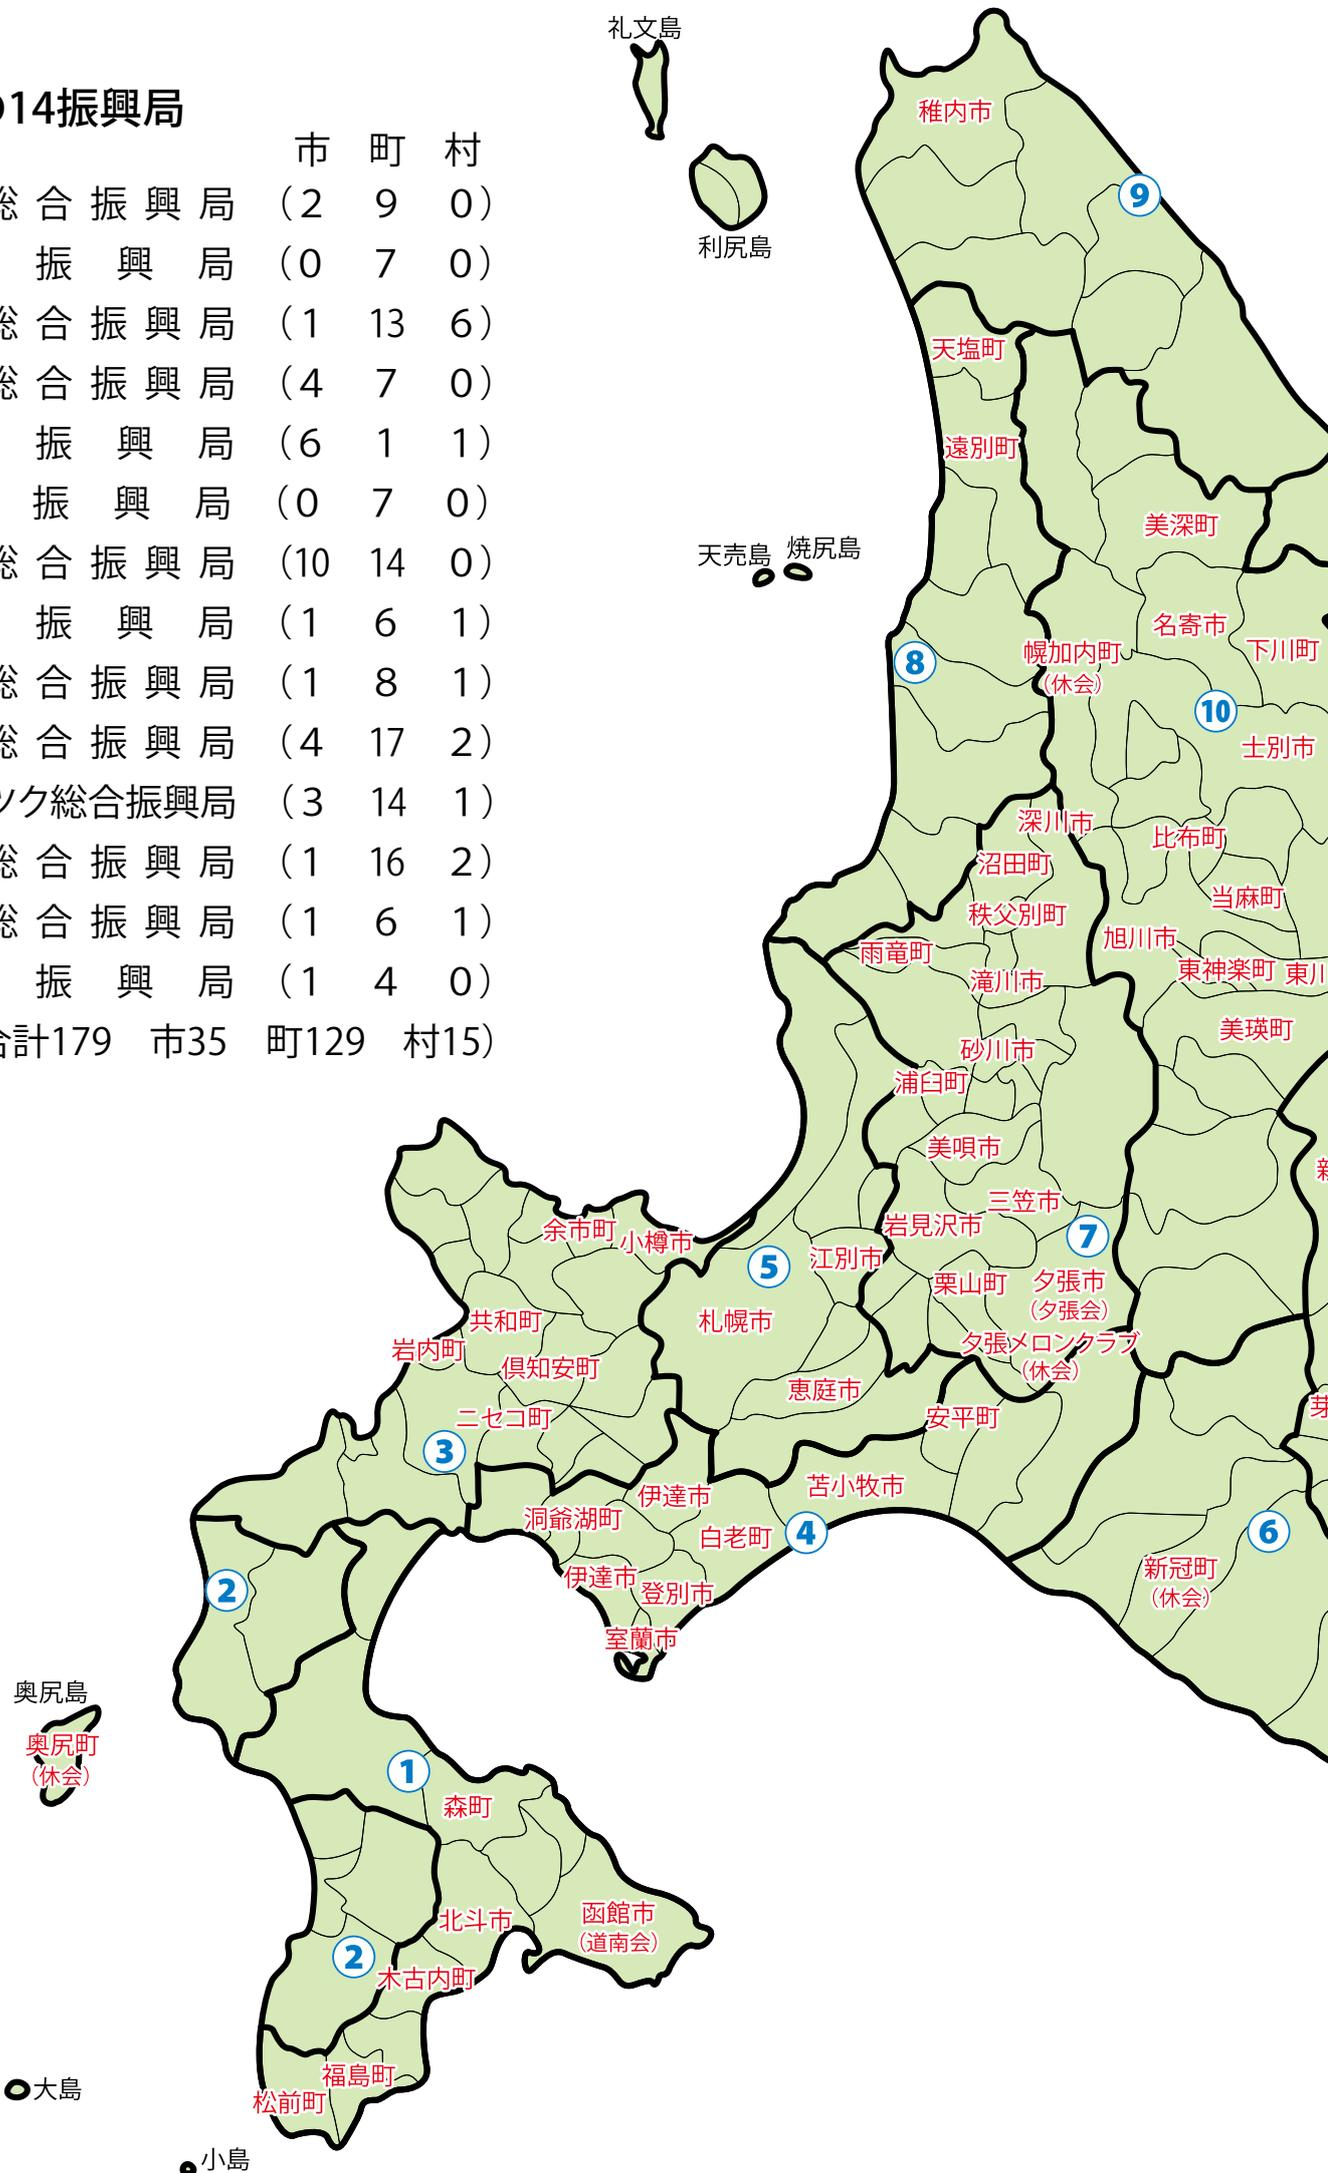 14振興局
市 町 村
総合振興局 (2 9 0)
振興局 (0 7 0)
総合振興局 (1 13 6)
総合振興局 (4 7 0)
振興局 (6 1 1)
振興局 (0 7 0)
総合振興局 (10 14 0)
振興局 (1 6 1)
総合振興局 (1 8 1)
総合振興局 (4 17 2)
ツク総合振興局 (3 14 1)
総合振興局 (1 16 2)
総合振興局 (1 6 1)
振興局 (1 4 0)
合計179 市35 町129 村15)
礼文島
利尻島
稚内市
9
天塩町
遠別町
美深町
天売島
焼尻島
名寄市
下川町
8
幌加内町
(休会)
10
士別市
深川市
比布町
沼田町
当麻町
秩父別町
旭川市
雨竜町
東神楽町
東川
滝川市
美瑛町
砂川市
浦臼町
美唄市
新
三笠市
岩見沢市
7
余市町
小樽市
5
江別市
栗山町
夕張市
(夕張会)
札幌市
共和町
岩内町
夕張メロンクラブ
(休会)
倶知安町
恵庭市
芽
ニセコ町
安平町
3
苫小牧市
伊達市
洞爺湖町
白老町
4
6
新冠町
(休会)
伊達市
登別市
2
室蘭市
奥尻島
奥尻町
(休会)
1
森町
北斗市
函館市
(道南会)
2
木古内町
福島町
松前町
大島
小島